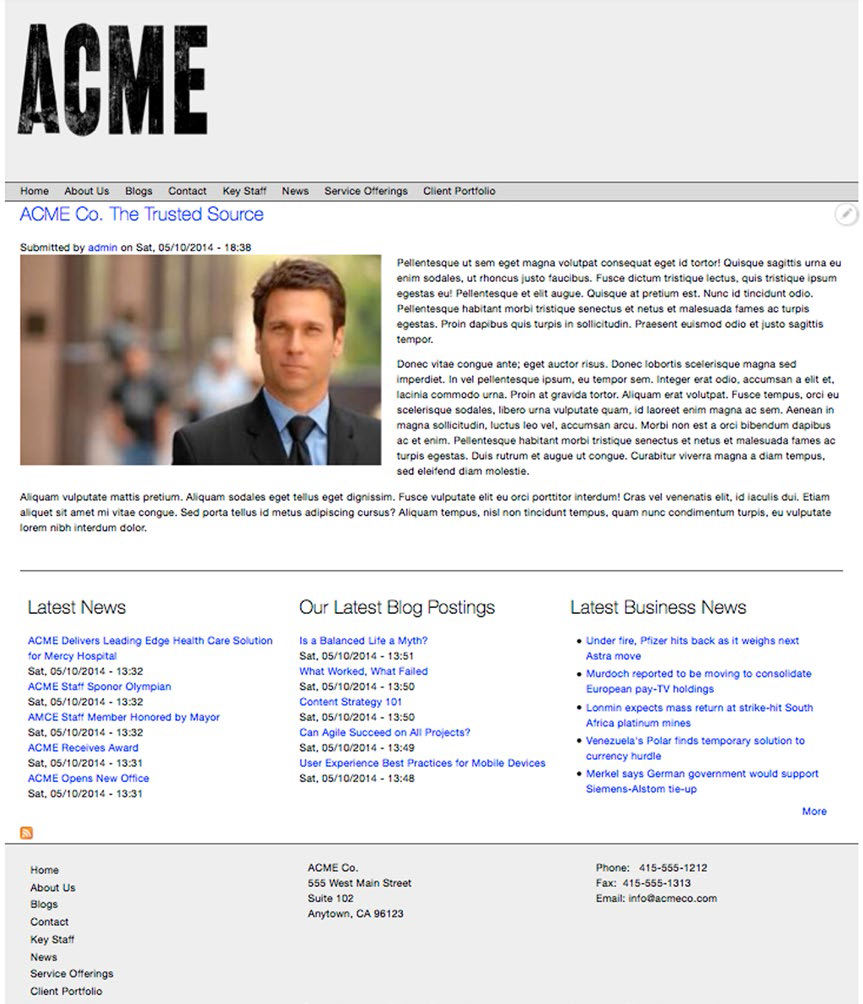 ACME
Home About Us Blogs Contact Key Staff News Service Offerings Client Portfolio
ACME Co. The Trusted Source
Submitted by admin on Sat, 05/10/2014 - 18:38
Pellentesque ut sem eget magna volutpat consequat eget id tortor! Quisque sagittis urna eu
enim sodales, ut rhoncus justo faucibus. Fusce dictum tristique lectus, quis tristique ipsum
egestas eu! Pellentesque et elit augue. Quisque at pretium est. Nunc id tincidunt odio.
Pellentesque habitant morbi tristique senectus et netus et malesuada fames ac turpis
egestas. Proin dapibus quis turpis in sollicitudin. Praesent euismod odio et justo sagittis
tempor.
Donec vitae congue ante; eget auctor risus. Donec lobortis scelerisque magna sed
imperdiet. In vel pellentesque ipsum, eu tempor sem. Integer erat odio, accumsan a elit et,
lacinia commodo urna. Proin at gravida tortor. Aliquam erat volutpat. Fusce tempus, orci eu
scelerisque sodales, libero urna vulputate quam, id laoreet enim magna ac sem. Aenean in
magna sollicitudin, luctus leo vel, accumsan arcu. Morbi non est a orci bibendum dapibus
ac et enim. Pellentesque habitant morbi tristique senectus et netus et malesuada fames ac
turpis egestas. Duis rutrum et augue ut congue. Curabitur viverra magna a diam tempus,
sed eleifend diam molestie.
Aliquam vulputate mattis pretium. Aliquam sodales eget tellus eget dignissim. Fusce vulputate elit eu orci porttitor interdum! Cras vel venenatis elit, id iaculis dui. Etiam
aliquet sit amet mi vitae congue. Sed porta tellus id metus adipiscing cursus? Aliquam tempus, nisl non tincidunt tempus, quam nunc condimentum turpis, eu vulputate
lorem nibh interdum dolor.
Latest News
ACME Delivers Leading Edge Health Care Solution
for Mercy Hospital
Sat, 05/10/2014 - 13:32
ACME Staff Sponor Olympian
Sat, 05/10/2014 - 13:32
AMCE Staff Member Honored by Mayor
Sat, 05/10/2014 - 13:32
ACME Receives Award
Sat, 05/10/2014 - 13:31
ACME Opens New Office
Sat, 05/10/2014 - 13:31
Our Latest Blog Postings
Is a Balanced Life a Myth?
Sat, 05/10/2014 - 13:51
What Worked, What Failed
Sat, 05/10/2014 - 13:50
Content Strategy 101
Sat, 05/10/2014 - 13:50
Can Agile Succeed on All Projects?
Sat, 05/10/2014 - 13:49
User Experience Best Practices for Mobile Devices
Sat, 05/10/2014 - 13:48
Latest Business News
• Under fire, Pfizer hits back as it weighs next
Astra move
• Murdoch reported to be moving to consolidate
European pay-TV holdings
• Lonmin expects mass return at strike-hit South
Africa platinum mines
• Venezuela's Polar finds temporary solution to
currency hurdle
• Merkel says German government would support
Siemens-Alstom tie-up
More
Home
About Us
Blogs
Contact
Key Staff
News
Service Offerings
Client Portfolio
ACME Co.
555 West Main Street
Suite 102
Anytown, CA 96123
Phone: 415-555-1212
Fax: 415-555-1313
Email: info@acmeco.com